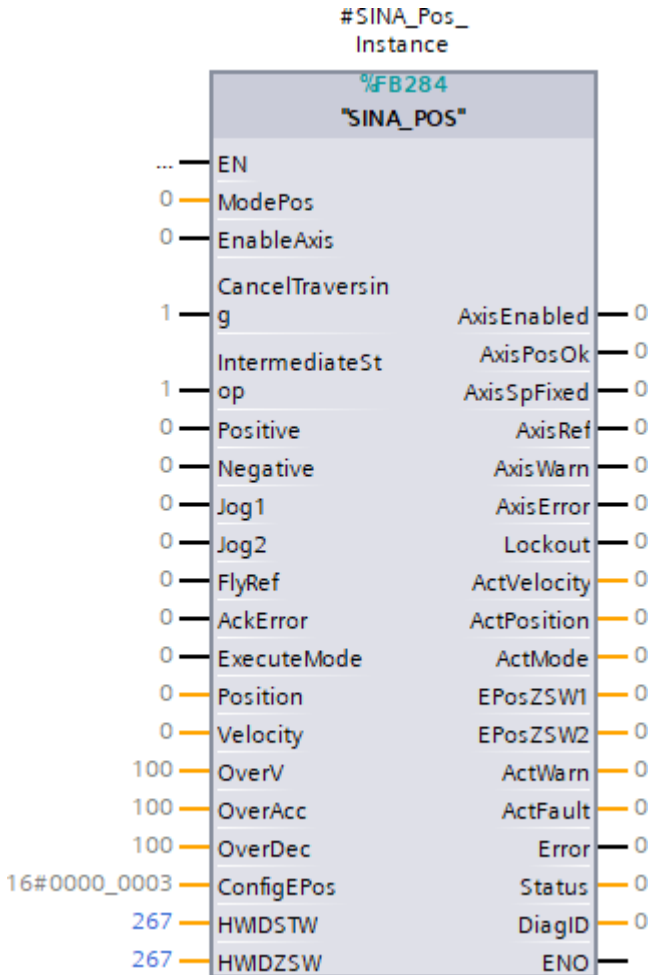 #SINA_Pos_
Instance
%FB284
"SINA_POS"
... EN
0 ModePos
0 EnableAxis
CancelTraversin
1 g AxisEnabled 0
AxisPosOk 0
IntermediateSt
1 op AxisSpFixed 0
0 Positive AxisRef 0
0 Negative AxisWarn 0
0 Jog1 AxisError 0
0 Jog2 Lockout 0
0 FlyRef ActVelocity 0
0 AckError ActPosition 0
0 ExecuteMode ActMode 0
0 Position EPosZSW1 0
0 Velocity EPosZSW2 0
100 OverV ActWarn 0
100 OverAcc ActFault 0
100 OverDec Error 0
16#0000_0003 ConfigEPos Status 0
267 HWIDSTW DiagID 0
267 HWIDZSW ENO